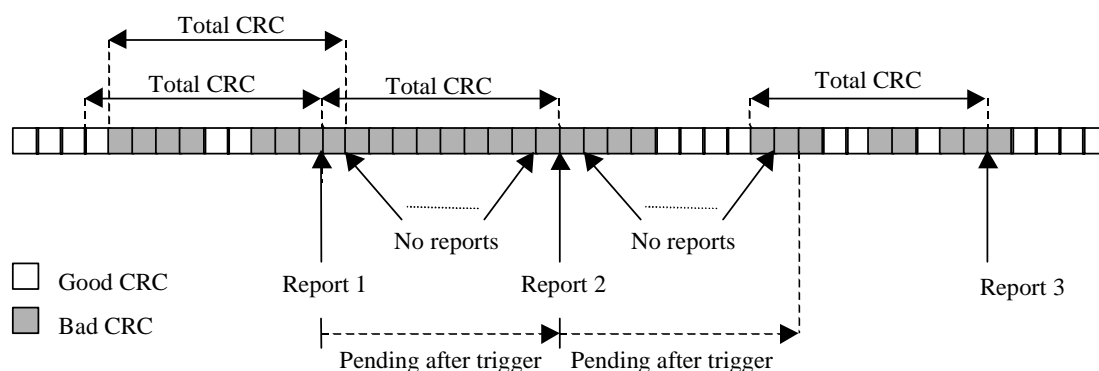 Total CRC
Total CRC
Total CRC
Total CRC
No reports
No reports
Good CRC
Report 1
Report 2
Report 3
Bad CRC
Pending after trigger
Pending after trigger